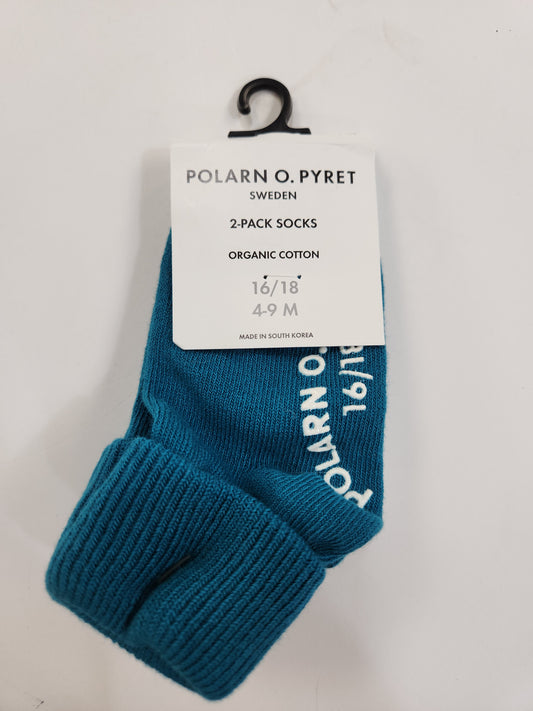 POLARN O. PYRET
SWEDEN
2-PACK SOCKS
ORGANIC COTTON
16/18
4-9 M
MADE IN SOUTH KOREA
POLARN O.
16/18